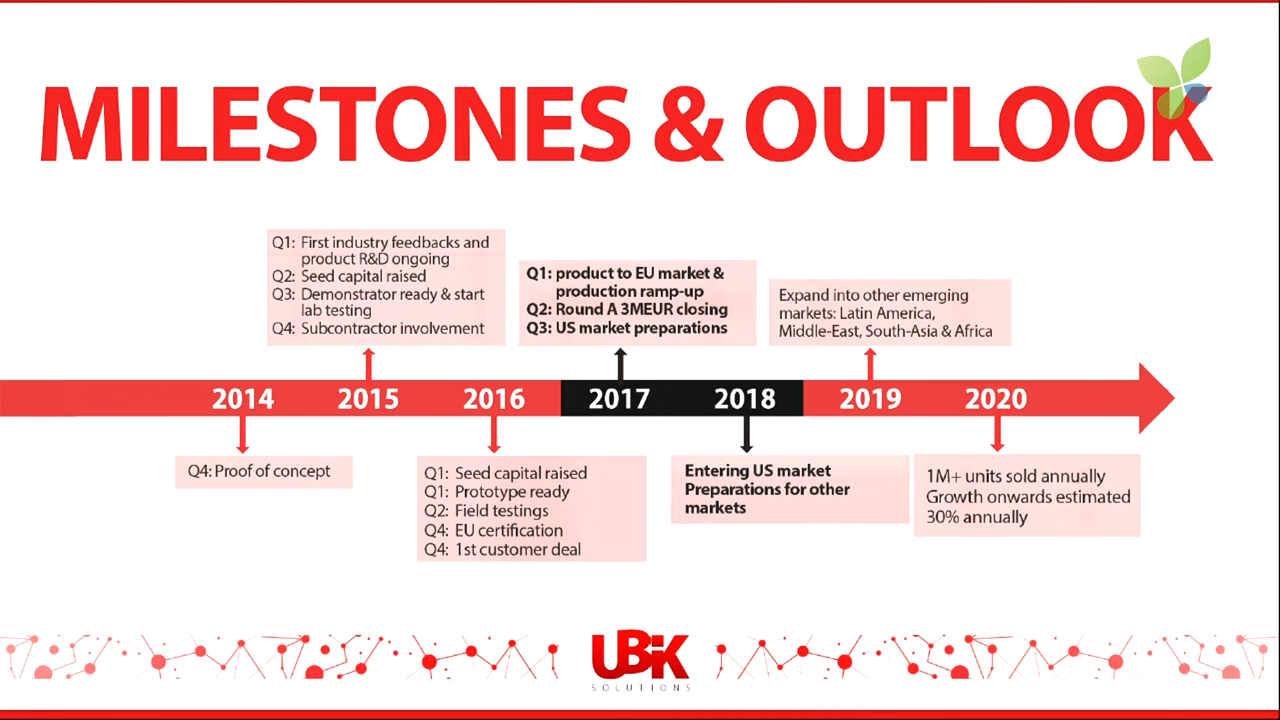 MILESTONES & OUTLOOK
Q1: First industry feedbacks and
product R&D ongoing
Q2: Seed capital raised
Q3: Demonstrator ready & start
lab testing
Q4: Subcontractor involvement
Q1: product to EU market &
production ramp-up
Q2: Round A 3MEUR closing
Q3: US market preparations
Expand into other emerging
markets: Latin America,
Middle-East, South-Asia & Africa
2014 2015 2016 2017 2018 2019 2020
Q4: Proof of concept
Q1: Seed capital raised
Q1: Prototype ready
Q2: Field testings
Q4: EU certification
Q4: 1st customer deal
Entering US market
Preparations for other
markets
1M+ units sold annually
Growth onwards estimated
30% annually
UBiK
SOLUTIONS